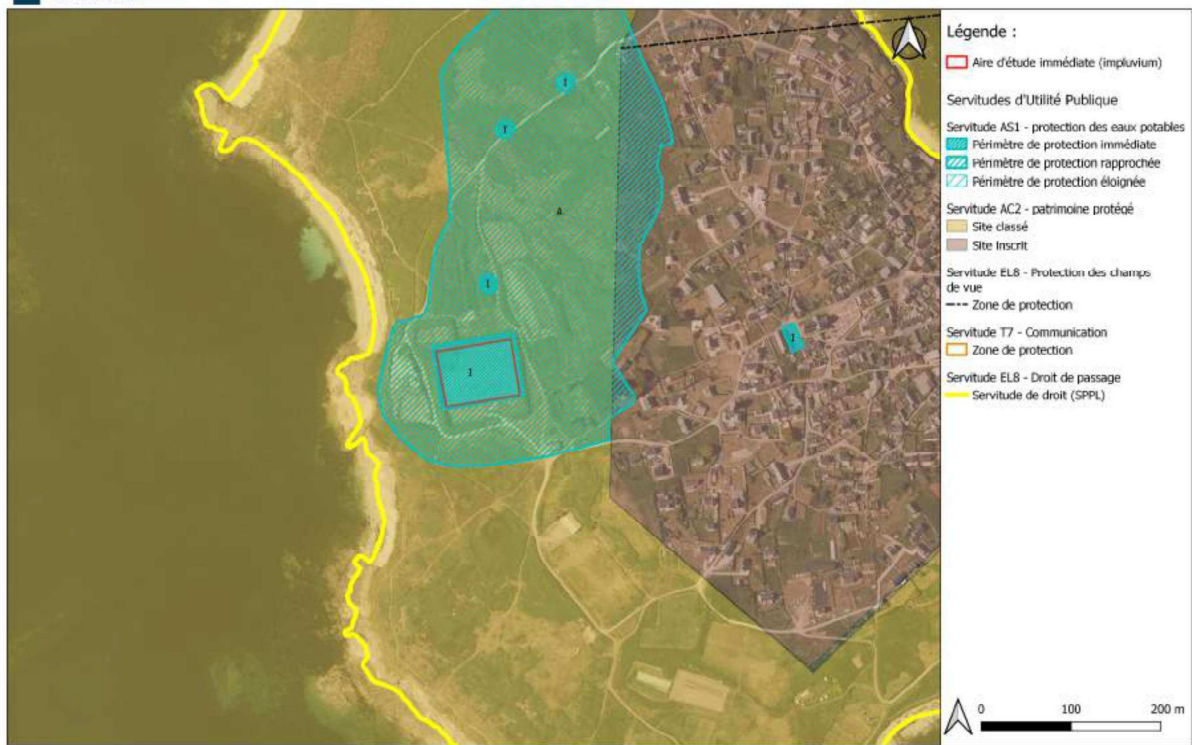 Légende :
Aire d'étude immédiate (impluvium)
Servitudes d'Utilité Publique
Servitude AS1 - protection des eaux potables
Périmètre de protection immédiate
Périmètre de protection rapprochée
Périmètre de protection éloignée
Servitude AC2 - patrimoine protégé
Site classé
Site Inscrit
Servitude EL8 - Protection des champs
de vue
Zone de protection
Servitude T7 - Communication
Zone de protection
Servitude EL8 - Droit de passage
Servitude de droit (SPPL)
0 100 200 m
I
I
I
I
I